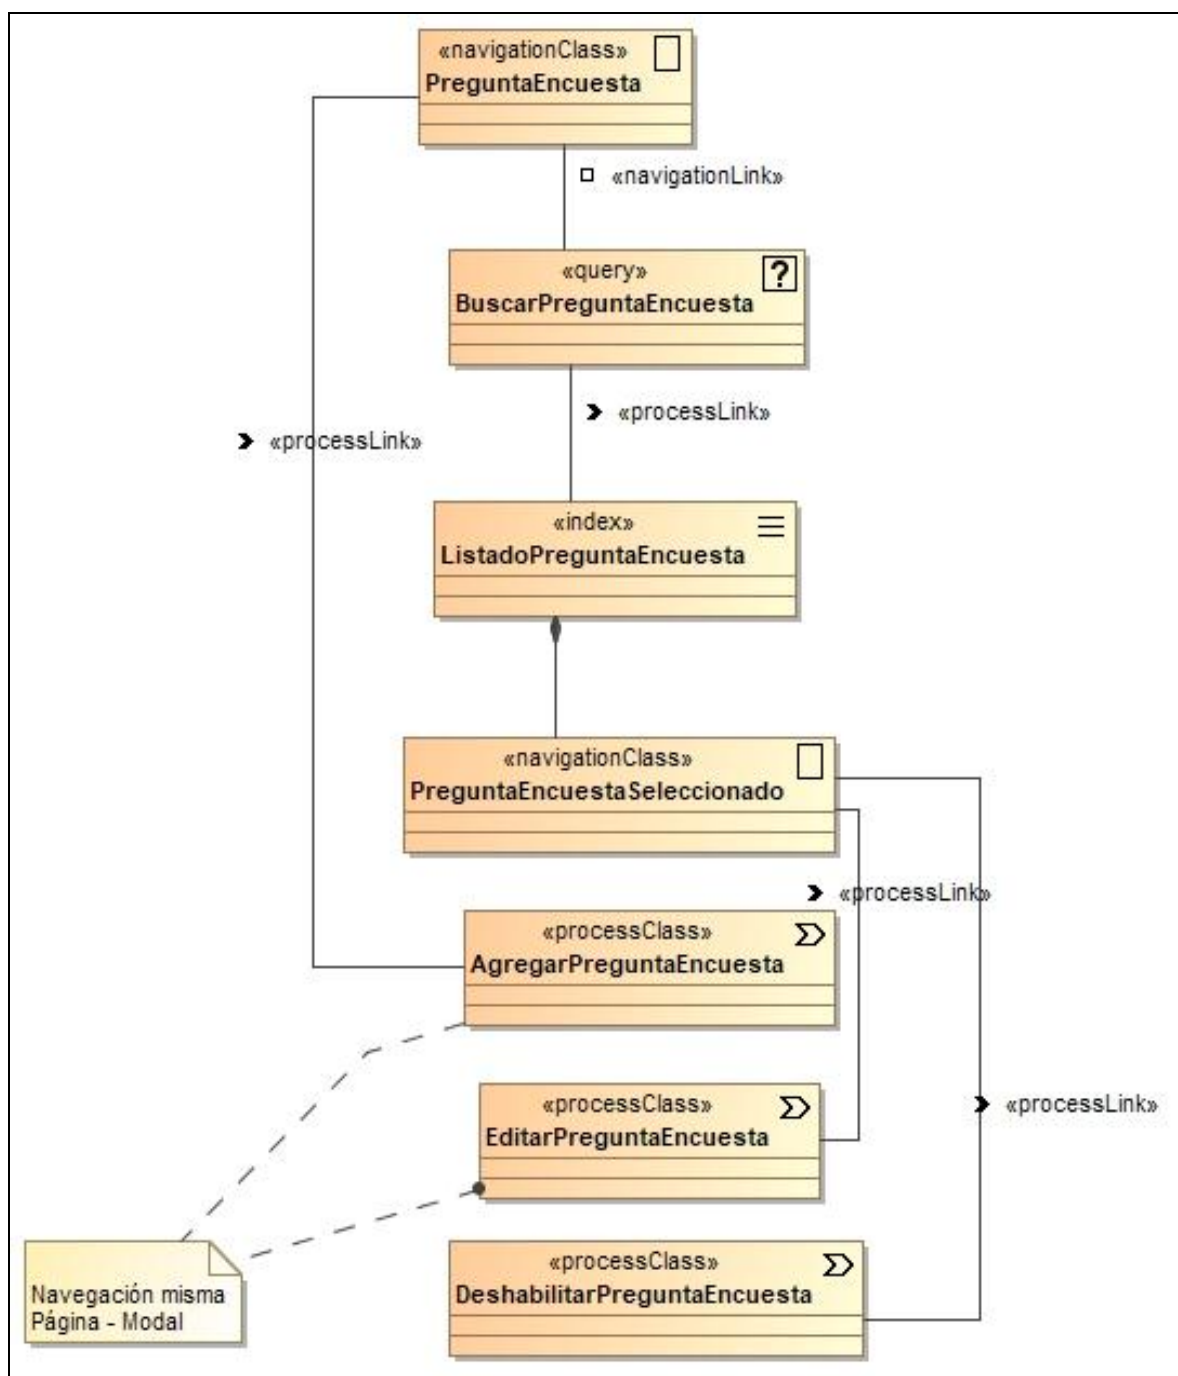 «navigationClass»
PreguntaEncuesta
«navigationLink»
«query»
?
BuscarPreguntaEncuesta
«processLink»
«processLink»
«index»
ListadoPreguntaEncuesta
«navigationClass»
PreguntaEncuestaSeleccionado
«processLink»
«processClass»
AgregarPreguntaEncuesta
«processClass»
EditarPreguntaEncuesta
«processLink»
«processClass»
DeshabilitarPreguntaEncuesta
Navegación misma
Página - Modal